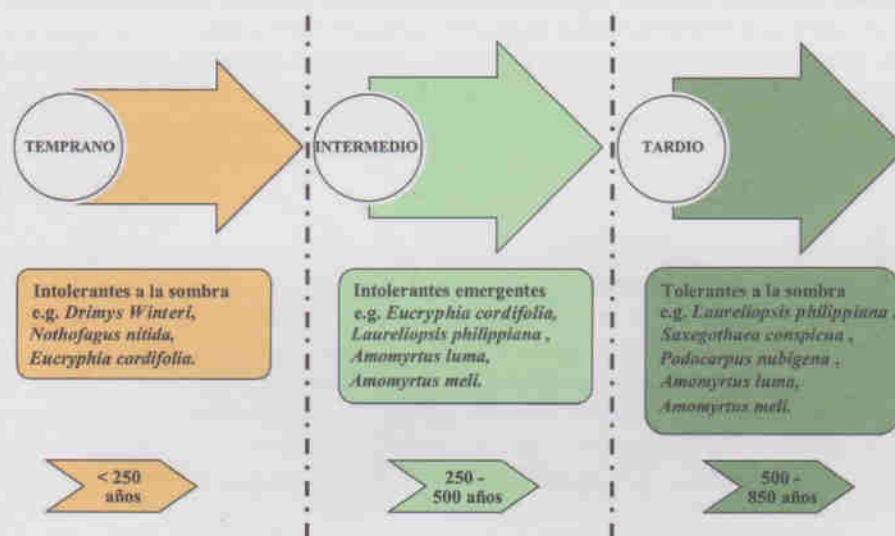 TEMPRANO
INTERMEDIO
TARDIO
Intolerantes a la sombra
e.g. Drimys Winteri,
Nothofagus nitida,
Eucryphia cordifolia.
Intolerantes emergentes
e.g. Eucryphia cordifolia,
Laureliopsis philippiana ,
Amomyrtus luma,
Amomyrtus meli.
Tolerantes a la sombra
e.g. Laureliopsis philippiana ,
Saxegothaea conspicua ,
Podocarpus nubigena ,
Amomyrtus luma,
Amomyrtus meli.
< 250
años
250 -
500 años
500 -
850 años